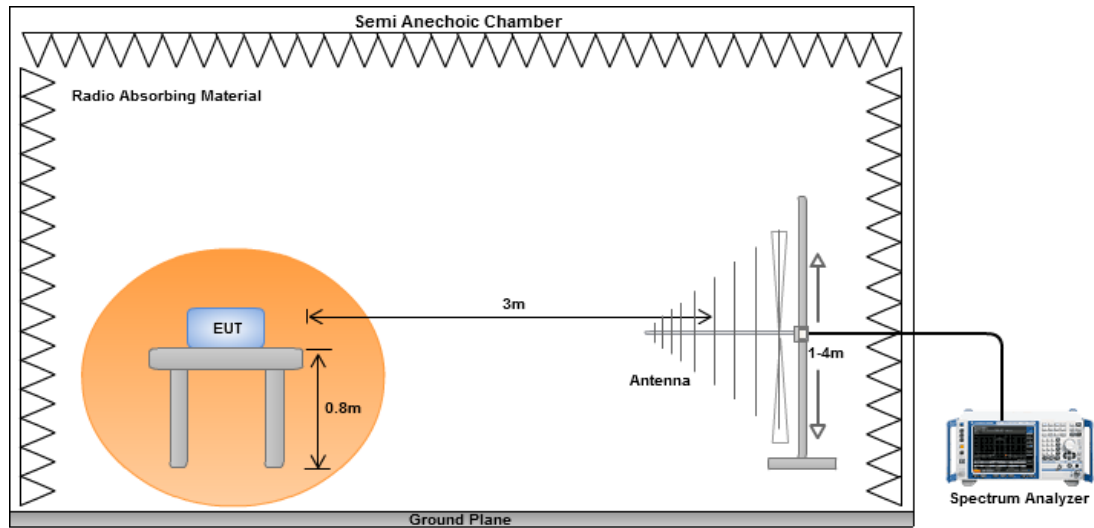 Semi Anechoic Chamber
Radio Absorbing Material
3m
EUT
1-4m
Antenna
0.8m
Spectrum Analyzer
Ground Plane